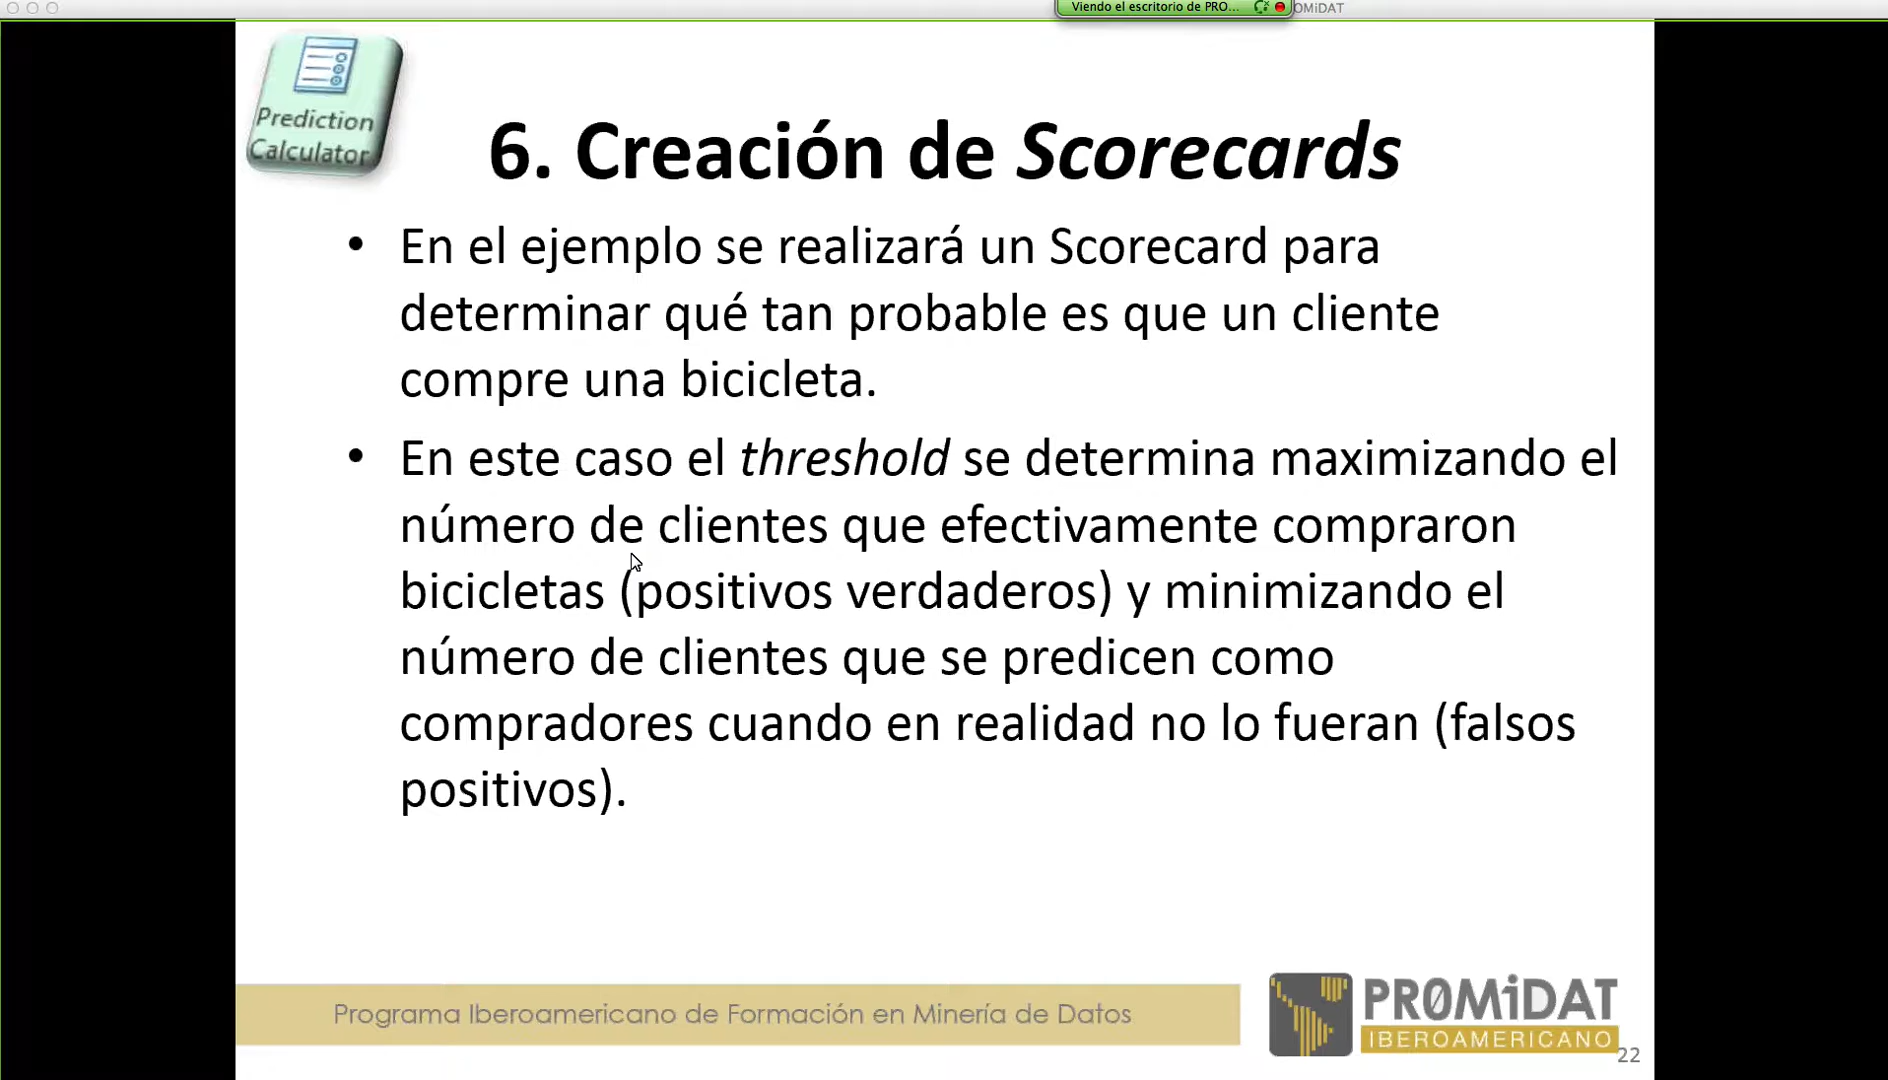 Viendo el escritorio de PRO...
OMiDAT
Prediction
Calculator
6. Creación de Scorecards
• En el ejemplo se realizará un Scorecard para
determinar qué tan probable es que un cliente
compre una bicicleta.
• En este caso el threshold se determina maximizando el
número de clientes que efectivamente compraron
bicicletas (positivos verdaderos) y minimizando el
número de clientes que se predicen como
compradores cuando en realidad no lo fueran (falsos
positivos).
Programa Iberoamericano de Formación en Minería de Datos
PR0MiDAT
IBEROAMERICANO
22